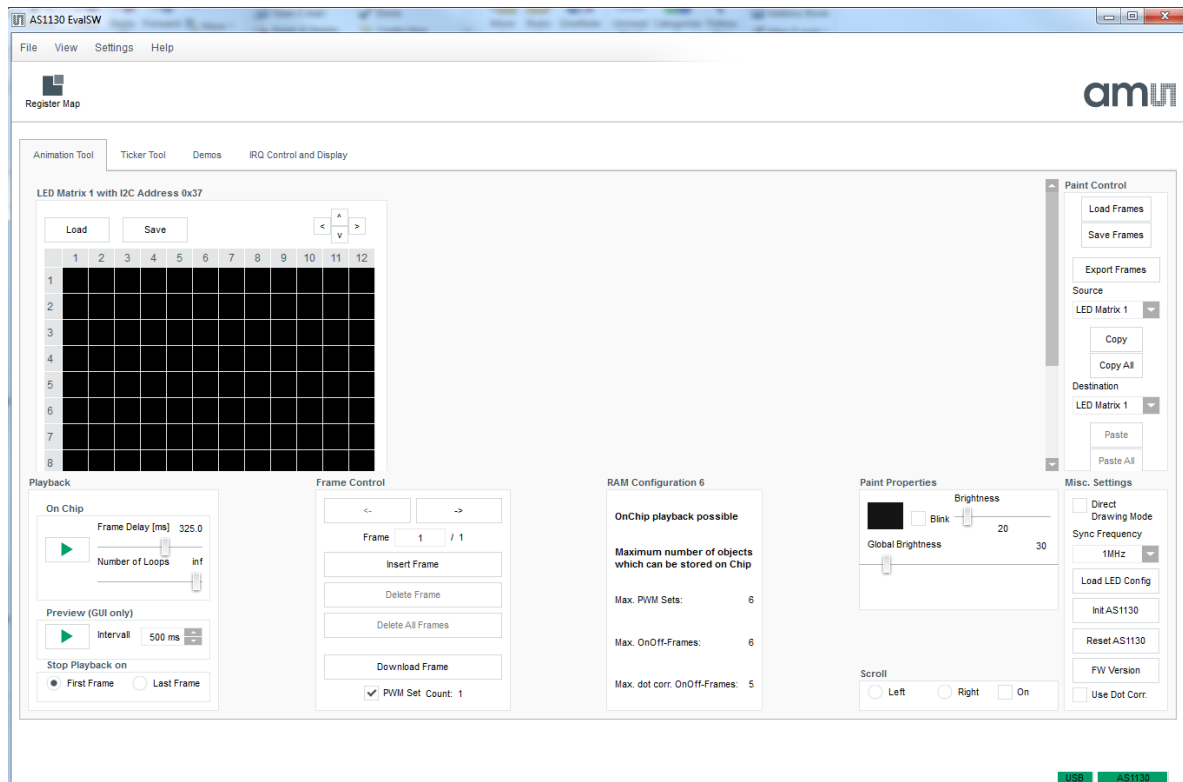 AS1130 EvalSW
File View Settings Help
Register Map
am
Animation Tool Ticker Tool Demos IRQ Control and Display
LED Matrix 1 with I2C Address 0x37
Load Save
^
< >
v
1 2 3 4 5 6 7 8 9 10 11 12
1
2
3
4
5
6
7
8
Paint Control
Load Frames
Save Frames
Export Frames
Source
LED Matrix 1
Copy
Copy All
Destination
LED Matrix 1
Paste
Paste All
Playback
On Chip
Frame Delay [ms] 325.0
Number of Loops inf
Preview (GUI only)
Intervall 500 ms
Stop Playback on
First Frame Last Frame
Frame Control
<- ->
Frame 1 / 1
Insert Frame
Delete Frame
Delete All Frames
Download Frame
PWM Set Count: 1
RAM Configuration 6
OnChip playback possible
Maximum number of objects
which can be stored on Chip
Max. PWM Sets: 6
Max. OnOff-Frames: 6
Max. dot corr. OnOff-Frames: 5
Paint Properties
Brightness
Blink
20
Global Brightness 30
Scroll
Left Right On
Misc. Settings
Direct
Drawing Mode
Sync Frequency
1MHz
Load LED Config
Init AS1130
Reset AS1130
FW Version
Use Dot Corr.
USB AS1130